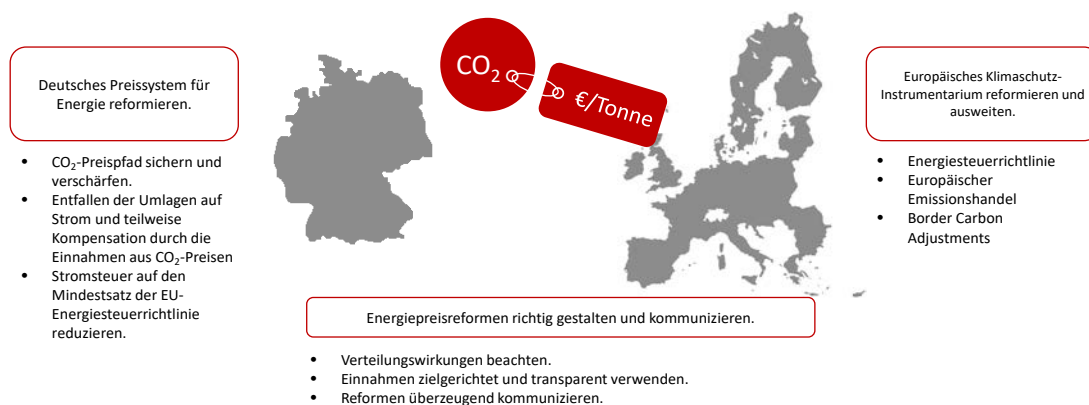 CO₂
€/Tonne
Deutsches Preissystem für
Energie reformieren.
• CO₂-Preispfad sichern und
verschärfen.
• Entfallen der Umlagen auf
Strom und teilweise
Kompensation durch die
Einnahmen aus CO₂-Preisen
• Stromsteuer auf den
Mindestsatz der EU-
Energiesteuerrichtlinie
reduzieren.
Europäisches Klimaschutz-
Instrumentarium reformieren und
ausweiten.
• Energiesteuerrichtlinie
• Europäischer
Emissionshandel
• Border Carbon
Adjustments
Energiepreisreformen richtig gestalten und kommunizieren.
• Verteilungswirkungen beachten.
• Einnahmen zielgerichtet und transparent verwenden.
• Reformen überzeugend kommunizieren.